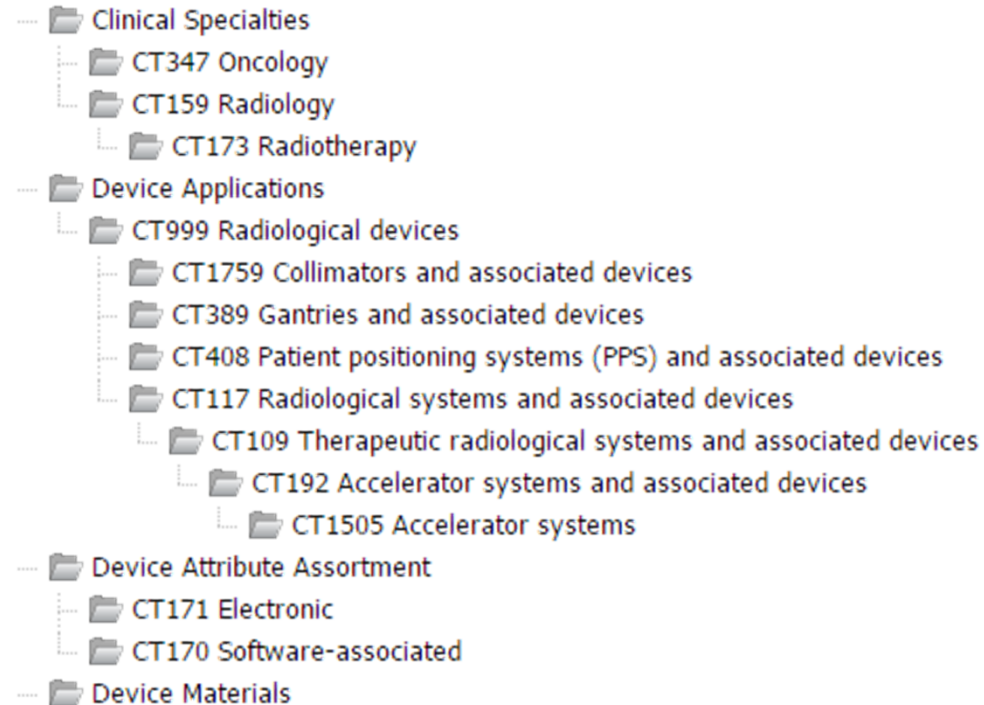 Clinical Specialties
CT347 Oncology
CT159 Radiology
CT173 Radiotherapy
Device Applications
CT999 Radiological devices
CT1759 Collimators and associated devices
CT389 Gantries and associated devices
CT408 Patient positioning systems (PPS) and associated devices
CT117 Radiological systems and associated devices
CT109 Therapeutic radiological systems and associated devices
CT192 Accelerator systems and associated devices
CT1505 Accelerator systems
Device Attribute Assortment
CT171 Electronic
CT170 Software-associated
Device Materials